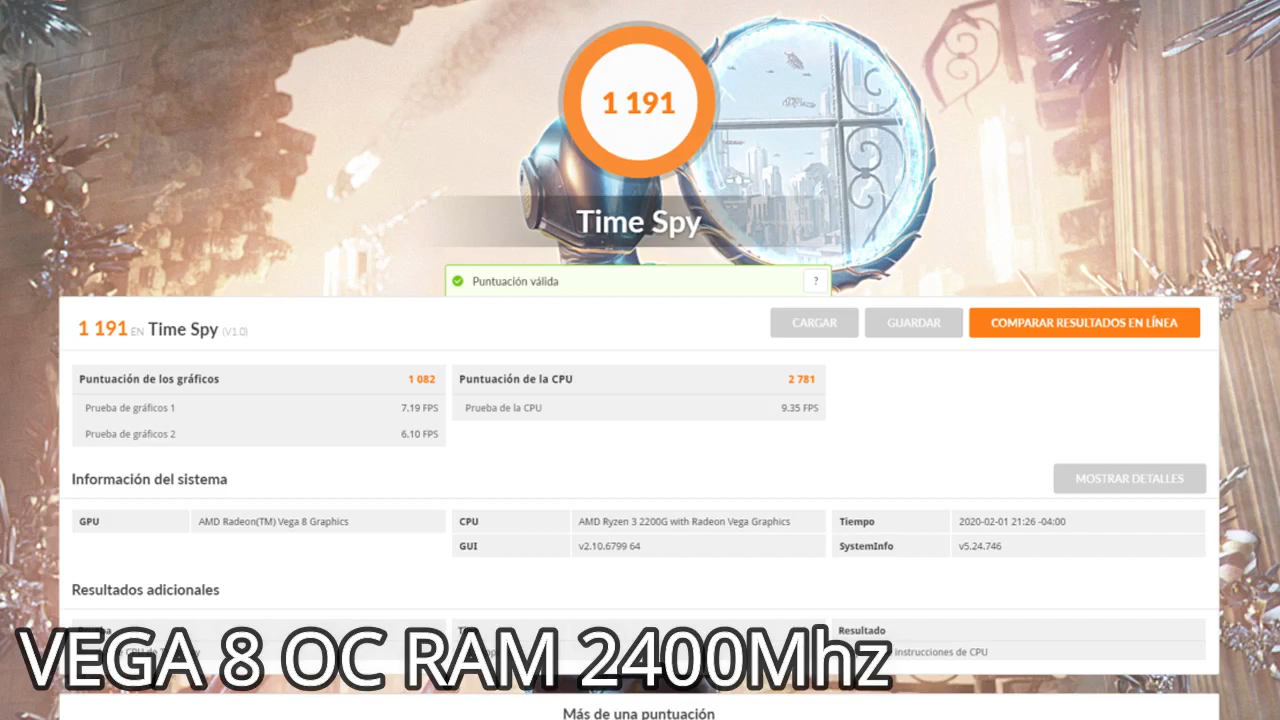 1 191
Time Spy
Puntuación válida ?
1 191 EN Time Spy (V1.0) CARGAR GUARDAR COMPARAR RESULTADOS EN LÍNEA
Puntuación de los gráficos 1 082 Puntuación de la CPU 2 781
Prueba de gráficos 1 7.19 FPS Prueba de la CPU 9.35 FPS
Prueba de gráficos 2 6.10 FPS
Información del sistema MOSTRAR DETALLES
GPU AMD Radeon(TM) Vega 8 Graphics CPU AMD Ryzen 3 2200G with Radeon Vega Graphics Tiempo 2020-02-01 21:26 -04:00
GUI v2.10.6799 64 SystemInfo v5.24.746
Resultados adicionales
Resultado
instrucciones de CPU
VEGA 8 OC RAM 2400Mhz
Más de una puntuación